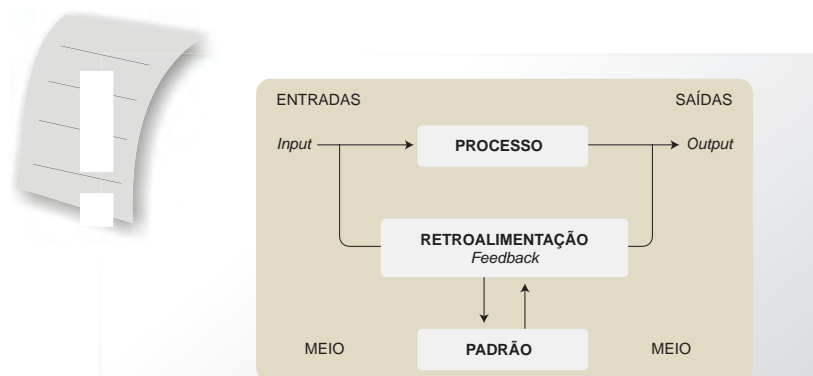 ENTRADAS SAÍDAS
Input PROCESSO Output
RETROALIMENTAÇÃO
Feedback
MEIO PADRÃO MEIO